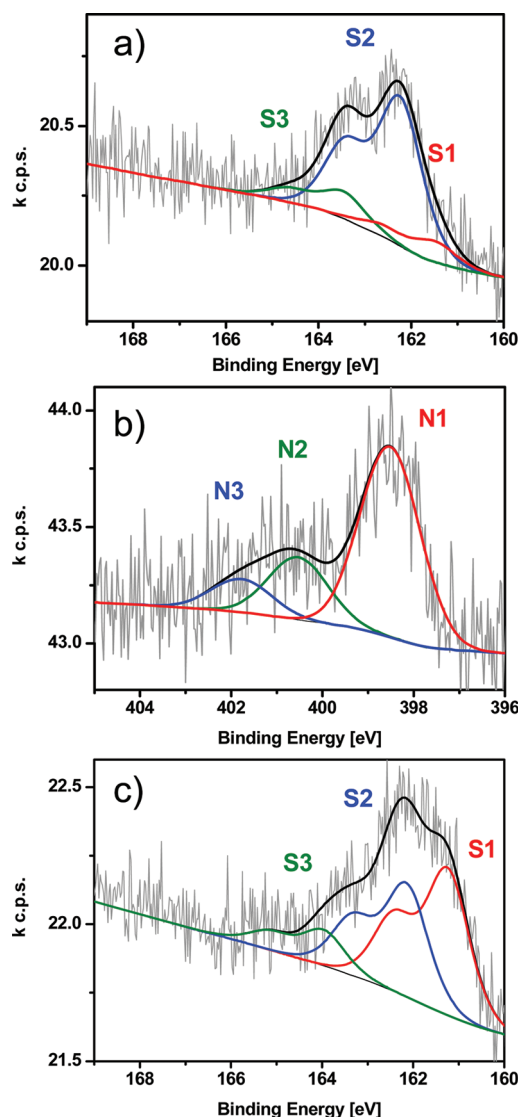 a)
S2
S3
S1
20.5
20.0
k c.p.s.
168 166 164 162 160
Binding Energy [eV]
b)
N1
N2
N3
44.0
43.5
43.0
k c.p.s.
404 402 400 398 396
Binding Energy [eV]
c)
S2
S1
S3
22.5
22.0
21.5
k c.p.s.
168 166 164 162 160
Binding Energy [eV]